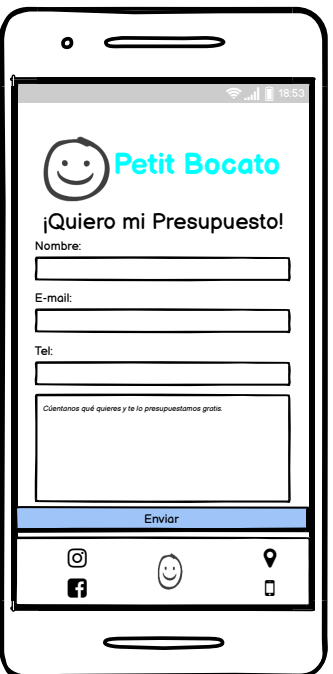 18:53
Petit Bocato
¡Quiero mi Presupuesto!
Nombre:
E-mail:
Tel:
Cúentanos qué quieres y te lo presupuestamos gratis.
Enviar